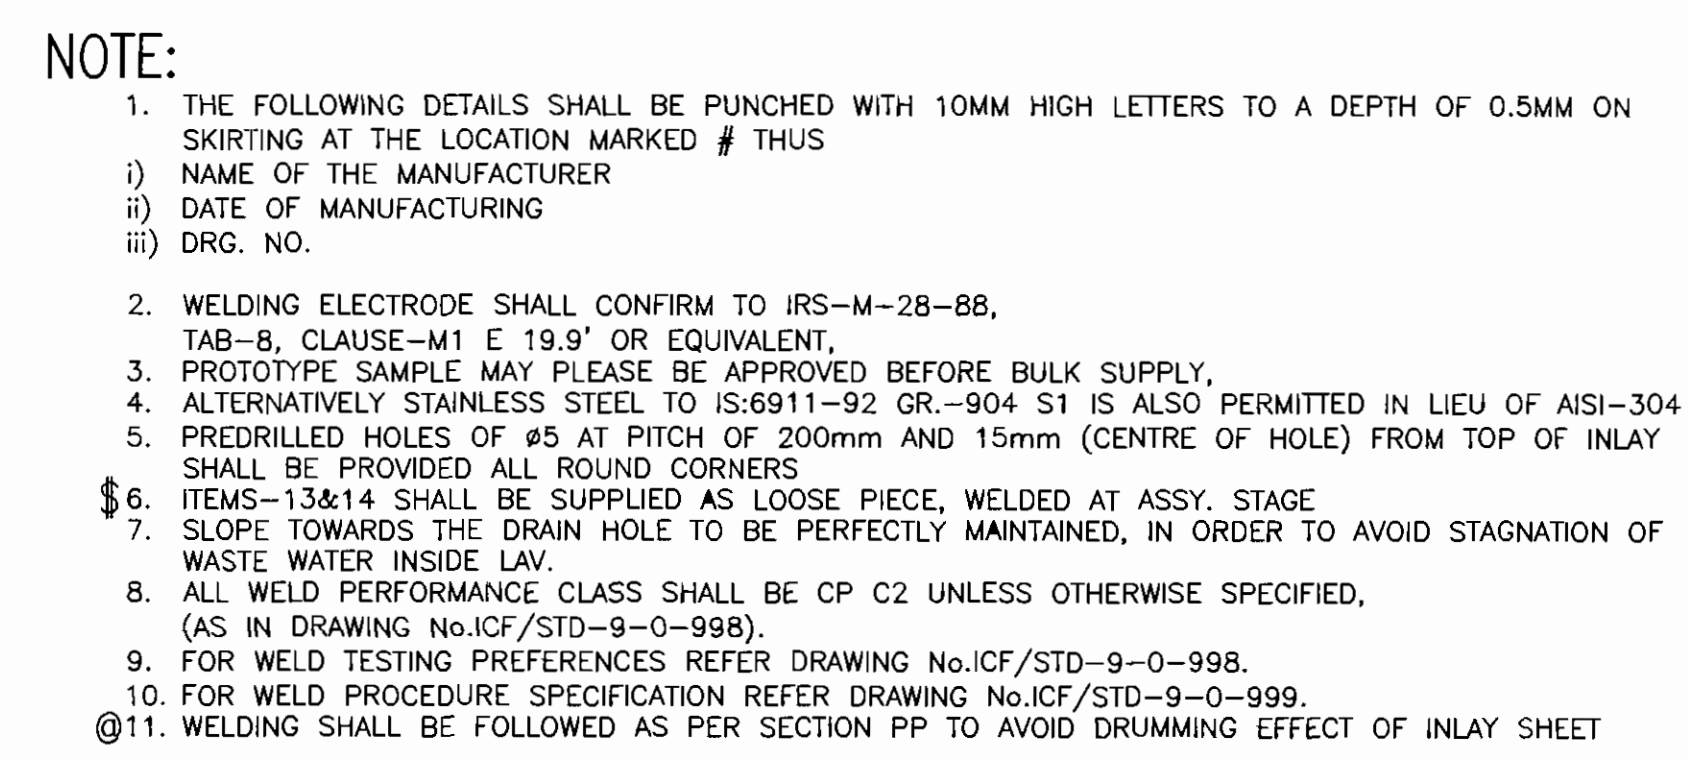 NOTE:
1. THE FOLLOWING DETAILS SHALL BE PUNCHED WITH 10MM HIGH LETTERS TO A DEPTH OF 0.5MM ON
SKIRTING AT THE LOCATION MARKED # THUS
i) NAME OF THE MANUFACTURER
ii) DATE OF MANUFACTURING
iii) DRG. NO.
2. WELDING ELECTRODE SHALL CONFIRM TO IRS-M-28-88,
TAB-8, CLAUSE-M1 E 19.9' OR EQUIVALENT,
3. PROTOTYPE SAMPLE MAY PLEASE BE APPROVED BEFORE BULK SUPPLY,
4. ALTERNATIVELY STAINLESS STEEL TO IS:6911-92 GR.-904 S1 IS ALSO PERMITTED IN LIEU OF AISI-304
5. PREDRILLED HOLES OF ø5 AT PITCH OF 200mm AND 15mm (CENTRE OF HOLE) FROM TOP OF INLAY
SHALL BE PROVIDED ALL ROUND CORNERS
$6. ITEMS-13&14 SHALL BE SUPPLIED AS LOOSE PIECE, WELDED AT ASSY. STAGE
7. SLOPE TOWARDS THE DRAIN HOLE TO BE PERFECTLY MAINTAINED, IN ORDER TO AVOID STAGNATION OF
WASTE WATER INSIDE LAV.
8. ALL WELD PERFORMANCE CLASS SHALL BE CP C2 UNLESS OTHERWISE SPECIFIED,
(AS IN DRAWING No.ICF/STD-9-0-998).
9. FOR WELD TESTING PREFERENCES REFER DRAWING No.ICF/STD-9-0-998.
10. FOR WELD PROCEDURE SPECIFICATION REFER DRAWING No.ICF/STD-9-0-999.
@11. WELDING SHALL BE FOLLOWED AS PER SECTION PP TO AVOID DRUMMING EFFECT OF INLAY SHEET